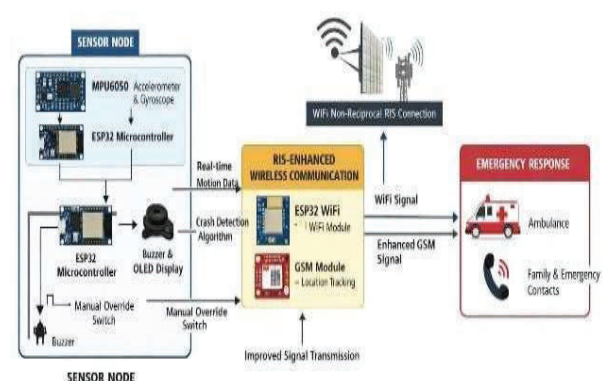 SENSOR NODE
MPU6050 Accelerometer
& Gyroscope
ESP32 Microcontroller
ESP32
Microcontroller
Buzzer &
OLED Display
Manual Override
Switch
Buzzer
SENSOR NODE
Real-time
Motion Data
Crash Detection
Algorithm
Manual Override
Switch
RIS-ENHANCED
WIRELESS COMMUNICATION
ESP32 WiFi
WiFi Module
GSM Module
= Location Tracking
Improved Signal Transmission
WiFi Non-Reciprocal RIS Connection
WiFi Signal
Enhanced GSM
Signal
EMERGENCY RESPONSE
Ambulance
Family & Emergency
Contacts